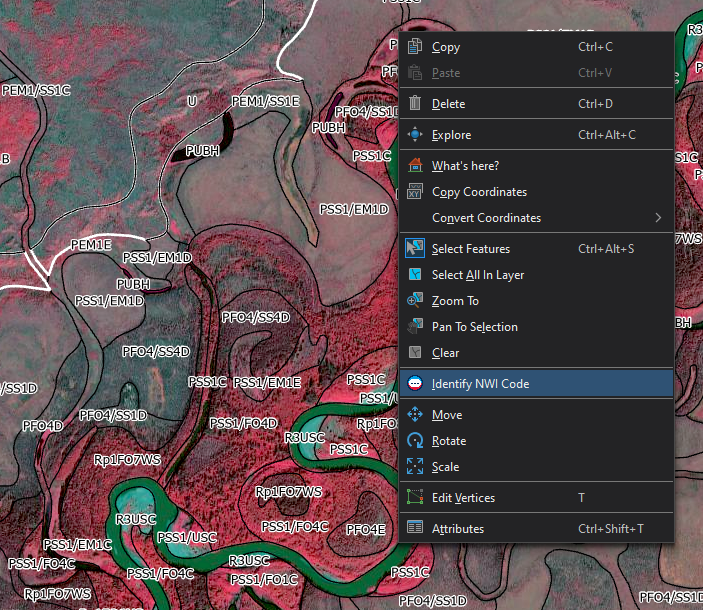 PSS1/EM1D
R3
PEM1/SS1C
U
PEM1/SS1E
PFO4/SS1D
PUBH
PSS1C
PUBH
B
PSS1/EM1D
PEM1E
PSS1/EM1D
PUBH
PSS1/EM1D
PFO4/SS4D
PFO4/SS4D
PSS1C
PSS1/EM1E
PSS1C
/SS1D
PFO4/SS1D
PFO4D
PSS1/FO4D
R3USC
PSS1C
Rp1FO7WS
Rp1FO7WS
R3USC
PSS1/USC
PSS1/FO4C
PFO4E
PSS1/EM1C
PSS1/FO4C
PSS1/FO4C
R3USC
PSS1/FO1C
PSS1C
Rp1FO7WS
PFO4/SS1D
PFO4/SS1D
Copy Ctrl+C
Paste Ctrl+V
Delete Ctrl+D
Explore Ctrl+Alt+C
What's here?
Copy Coordinates
Convert Coordinates
Select Features Ctrl+Alt+S
Select All In Layer
Zoom To
Pan To Selection
Clear
Identify NWI Code
Move
Rotate
Scale
Edit Vertices T
Attributes Ctrl+Shift+T